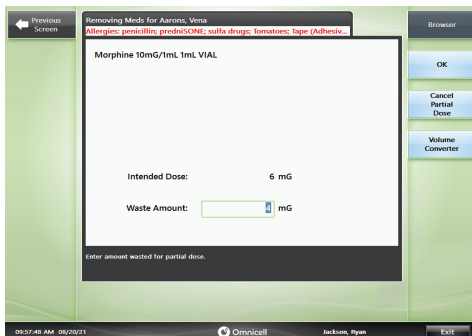 Previous
Screen
Removing Meds for Aarons, Vena
Allergies: penicillin; predniSONE; sulfa drugs; Tomatoes; Tape (Adhesiv...
Browser
Morphine 10mG/1mL 1mL VIAL
OK
Cancel
Partial
Dose
Volume
Converter
Intended Dose: 6 mG
Waste Amount: 4 mG
Enter amount wasted for partial dose.
09:57:48 AM 08/20/21
Omnicell
Jackson, Ryan
Exit